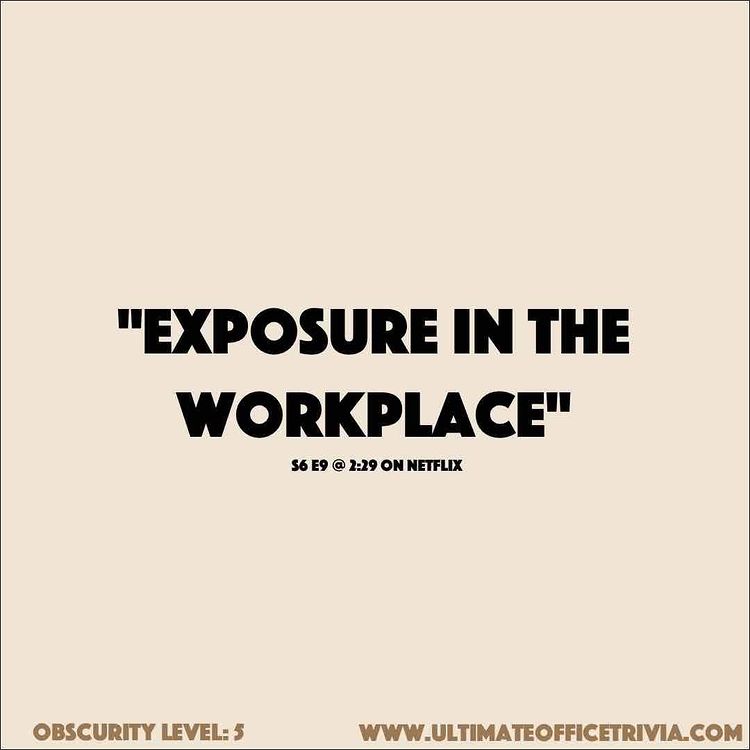 "EXPOSURE IN THE
WORKPLACE"
S6 E9 @ 2:29 ON NETFLIX
OBSCURITY LEVEL: 5
WWW.ULTIMATEOFFICETRIVIA.COM